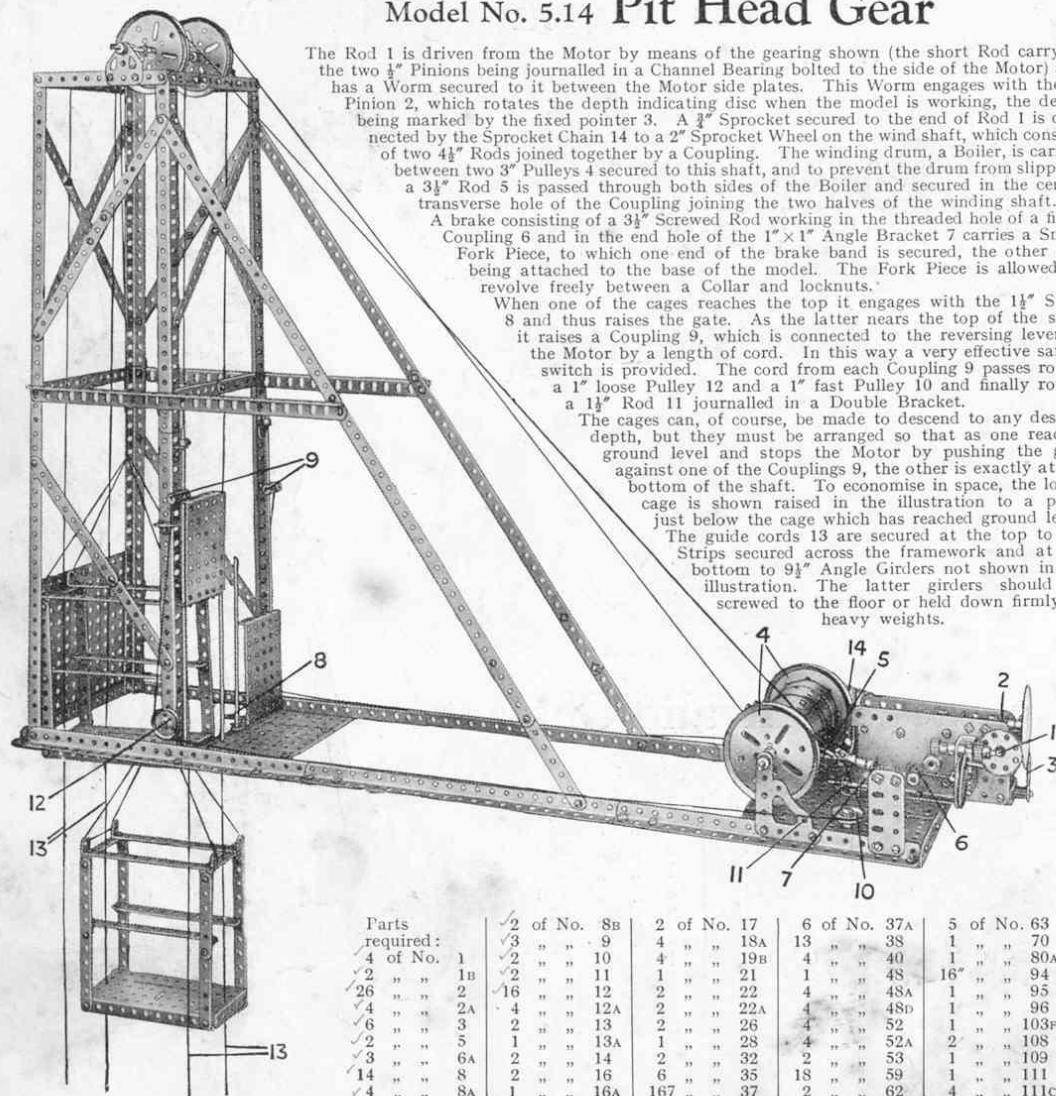 Model No. 5.14 Pit Head Gear
The Rod 1 is driven from the Motor by means of the gearing shown (the short Rod carry
the two ½″ Pinions being journalled in a Channel Bearing bolted to the side of the Motor)
has a Worm secured to it between the Motor side plates. This Worm engages with the
Pinion 2, which rotates the depth indicating disc when the model is working, the de
being marked by the fixed pointer 3. A ¾″ Sprocket secured to the end of Rod 1 is c
nected by the Sprocket Chain 14 to a 2″ Sprocket Wheel on the wind shaft, which cons
of two 4½″ Rods joined together by a Coupling. The winding drum, a Boiler, is car
between two 3″ Pulleys 4 secured to this shaft, and to prevent the drum from slipp
a 3½″ Rod 5 is passed through both sides of the Boiler and secured in the cen
transverse hole of the Coupling joining the two halves of the winding shaft.
A brake consisting of a 3½″ Screwed Rod working in the threaded hole of a fi
Coupling 6 and in the end hole of the 1″×1″ Angle Bracket 7 carries a Sm
Fork Piece, to which one end of the brake band is secured, the other
being attached to the base of the model. The Fork Piece is allowed
revolve freely between a Collar and locknuts.
When one of the cages reaches the top it engages with the 1½″ S
8 and thus raises the gate. As the latter nears the top of the s
it raises a Coupling 9, which is connected to the reversing lever
the Motor by a length of cord. In this way a very effective saf
switch is provided. The cord from each Coupling 9 passes ro
a 1″ loose Pulley 12 and a 1″ fast Pulley 10 and finally ro
a 1½″ Rod 11 journalled in a Double Bracket.
The cages can, of course, be made to descend to any des
depth, but they must be arranged so that as one reac
ground level and stops the Motor by pushing the g
against one of the Couplings 9, the other is exactly at
bottom of the shaft. To economise in space, the lo
cage is shown raised in the illustration to a p
just below the cage which has reached ground le
The guide cords 13 are secured at the top to
Strips secured across the framework and at
bottom to 9½″ Angle Girders not shown in
illustration. The latter girders should
screwed to the floor or held down firmly
heavy weights.
9
8
4
14
5
2
1
3
12
13
6
11
7
10
13
Parts ✓2 of No. 8B 2 of No. 17 6 of No. 37A 5 of No. 63
required: ✓3 „ „ 9 4 „ „ 18A 13 „ „ 38 1 „ „ 70
✓4 of No. 1 ✓2 „ „ 10 4 „ „ 19B 4 „ „ 40 1 „ „ 80A
✓2 „ „ 1B ✓2 „ „ 11 1 „ „ 21 1 „ „ 48 16″ „ „ 94
✓26 „ „ 2 ✓16 „ „ 12 2 „ „ 22 4 „ „ 48A 1 „ „ 95
✓4 „ „ 2A 4 „ „ 12A 2 „ „ 22A 4 „ „ 48D 1 „ „ 96
✓6 „ „ 3 2 „ „ 13 2 „ „ 26 4 „ „ 52 1 „ „ 103F
✓2 „ „ 5 1 „ „ 13A 1 „ „ 28 4 „ „ 52A 2 „ „ 108
✓3 „ „ 6A 2 „ „ 14 2 „ „ 32 2 „ „ 53 1 „ „ 109
✓14 „ „ 8 2 „ „ 16 6 „ „ 35 18 „ „ 59 1 „ „ 111
✓4 „ „ 8A 1 „ „ 16A 167 „ „ 37 2 „ „ 62 4 „ „ 111C